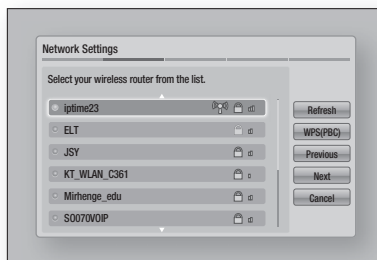 Network Settings
Select your wireless router from the list.
iptime23
ELT
JSY
KT_WLAN_C361
Mirhenge_edu
SO070VOIP
Refresh
WPS(PBC)
Previous
Next
Cancel